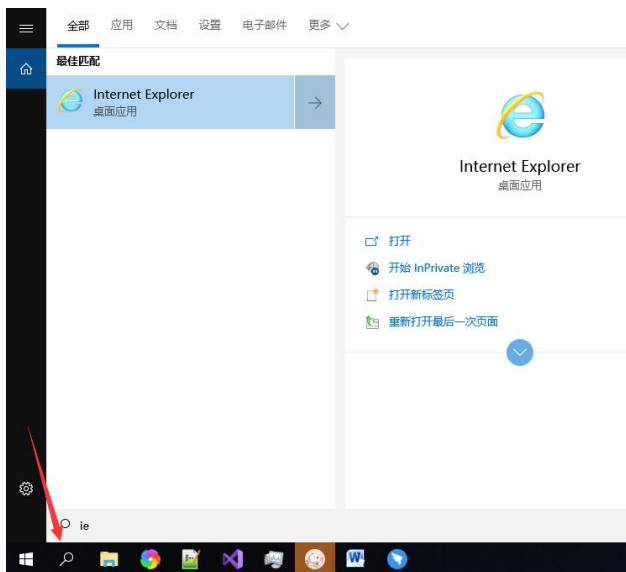 全部 应用 文档 设置 电子邮件 更多
最佳匹配
Internet Explorer
桌面应用
Internet Explorer
桌面应用
打开
开始 InPrivate 浏览
打开新标签页
重新打开最后一次页面
ie